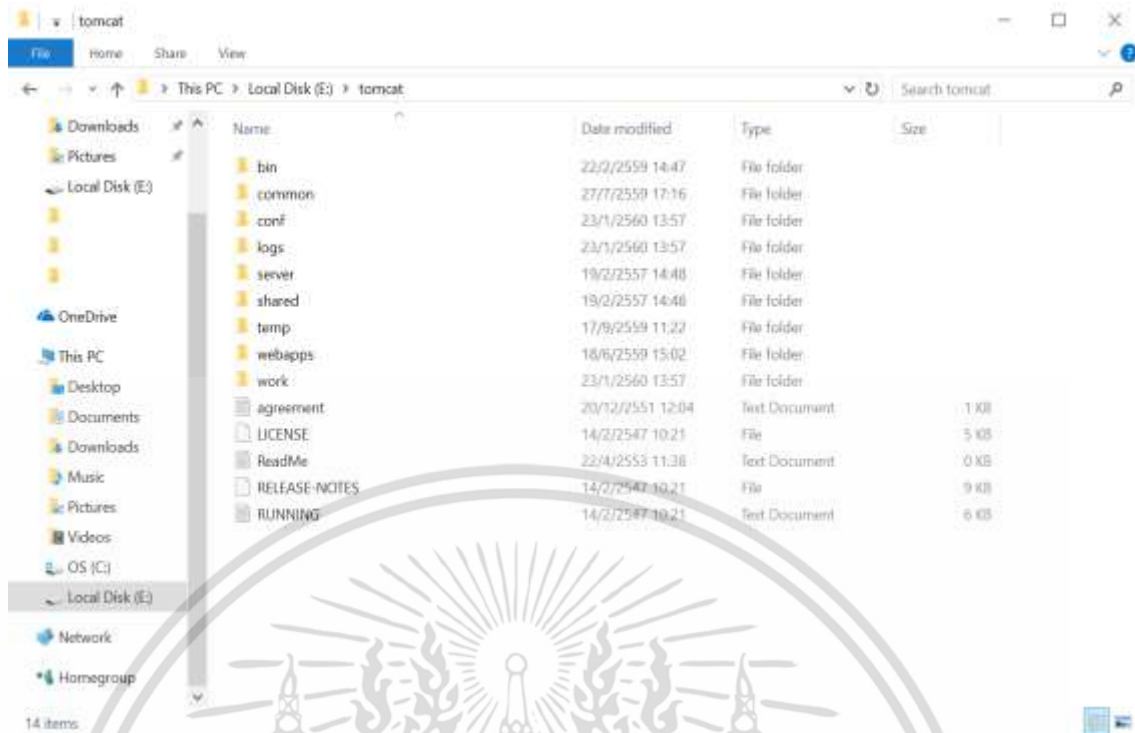 tomcat
File Home Share View
This PC > Local Disk (E:) > tomcat Search tomcat
Downloads
Pictures
Local Disk (E:)
OneDrive
This PC
Desktop
Documents
Downloads
Music
Pictures
Videos
OS (C:)
Local Disk (E:)
Network
Homegroup
Name Date modified Type Size
bin 22/2/2559 14:47 File folder
common 27/7/2559 17:16 File folder
conf 23/1/2560 13:57 File folder
logs 23/1/2560 13:57 File folder
server 19/2/2557 14:48 File folder
shared 19/2/2557 14:48 File folder
temp 17/9/2559 11:22 File folder
webapps 18/6/2559 15:02 File folder
work 23/1/2560 13:57 File folder
agreement 20/12/2551 12:04 Text Document 1 KB
LICENSE 14/2/2547 10:21 File 5 KB
ReadMe 22/4/2553 11:38 Text Document 0 KB
RELEASE-NOTES 14/2/2547 10:21 File 9 KB
RUNNING 14/2/2547 10:21 Text Document 6 KB
14 items